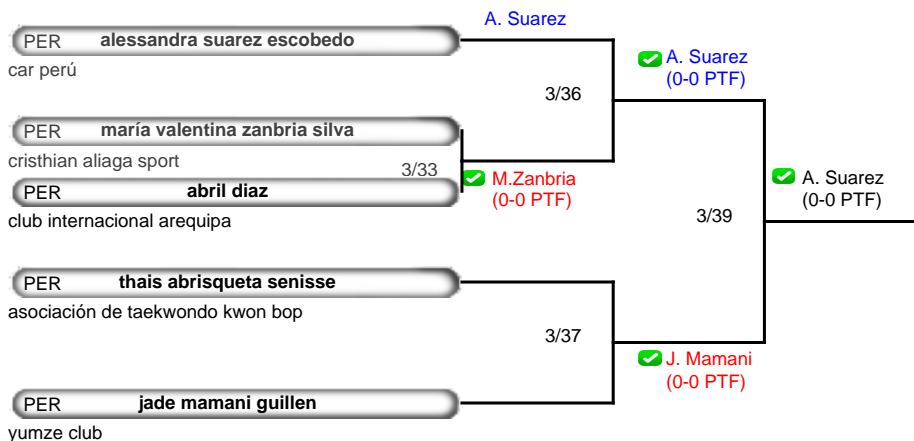 A. Suarez
PER alessandra suarez escobedo
car perú
A. Suarez
(0-0 PTF)
3/36
PER maría valentina zanbria silva
cristhian aliaga sport
3/33
M.Zanbria
(0-0 PTF)
A. Suarez
(0-0 PTF)
PER abril diaz
club internacional arequipa
3/39
PER thais abrisqueta senisse
asociación de taekwondo kwon bop
3/37
J. Mamani
(0-0 PTF)
PER jade mamani guillen
yumze club